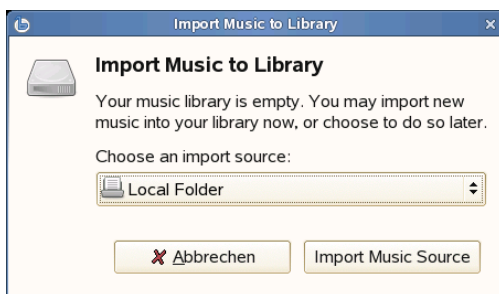 Import Music to Library
Import Music to Library
Your music library is empty. You may import new
music into your library now, or choose to do so later.
Choose an import source:
Local Folder
Abbrechen
Import Music Source